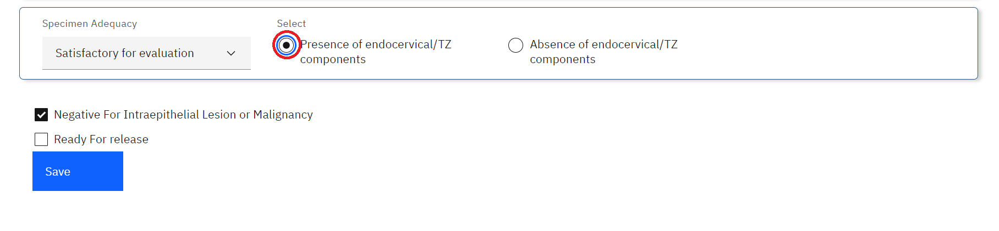 Specimen Adequacy
Select
Satisfactory for evaluation
Presence of endocervical/TZ
components
Absence of endocervical/TZ
components
Negative For Intraepithelial Lesion or Malignancy
Ready For release
Save